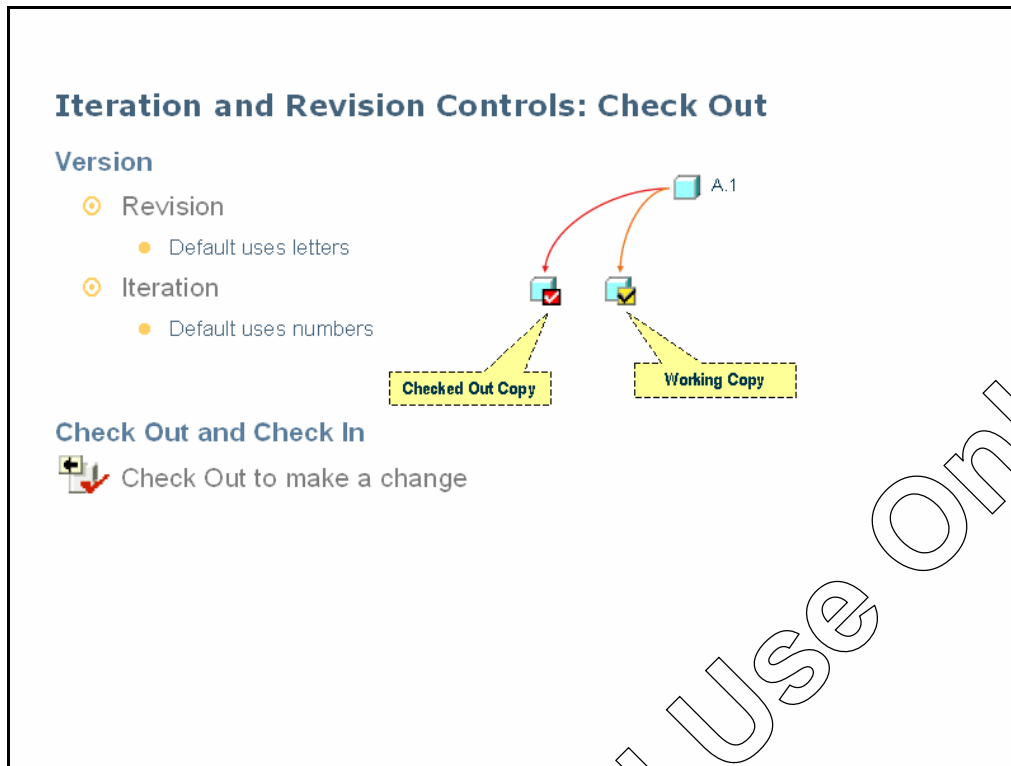 Iteration and Revision Controls: Check Out
Version
Revision
Default uses letters
Iteration
Default uses numbers
A.1
Checked Out Copy
Working Copy
Check Out and Check In
Check Out to make a change
Use